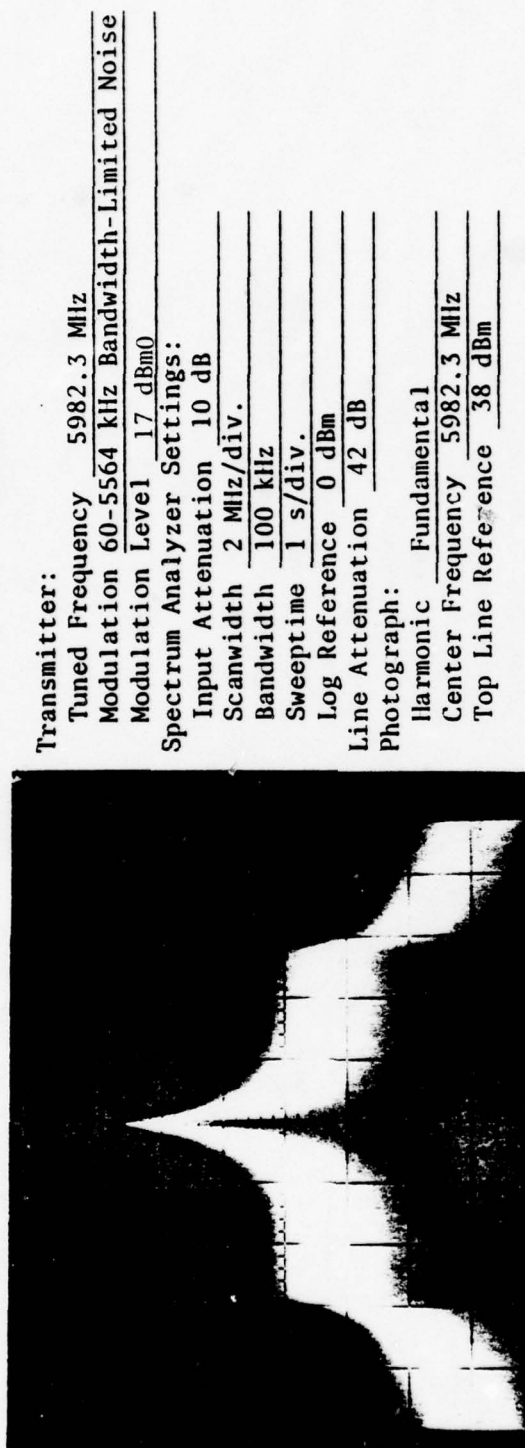 Transmitter:
Tuned Frequency 5982.3 MHz
Modulation 60-5564 kHz Bandwidth-Limited Noise
Modulation Level 17 dBm0
Spectrum Analyzer Settings:
Input Attenuation 10 dB
Scanwidth 2 MHz/div.
Bandwidth 100 kHz
Sweeptime 1 s/div.
Log Reference 0 dBm
Line Attenuation 42 dB
Photograph:
Harmonic Fundamental
Center Frequency 5982.3 MHz
Top Line Reference 38 dBm